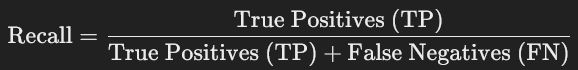 Recall = True Positives (TP) / True Positives (TP) + False Negatives (FN)